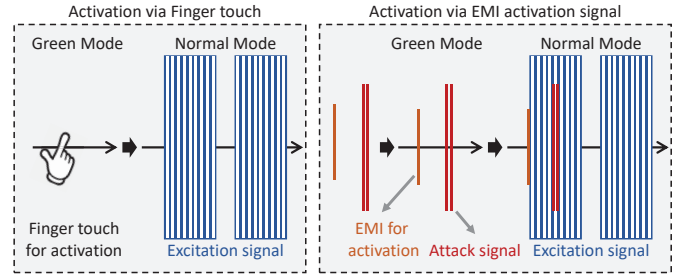 Activation via Finger touch
Green Mode
Normal Mode
Finger touch
for activation
Excitation signal
Activation via EMI activation signal
Green Mode
Normal Mode
EMI for
activation
Attack signal
Excitation signal